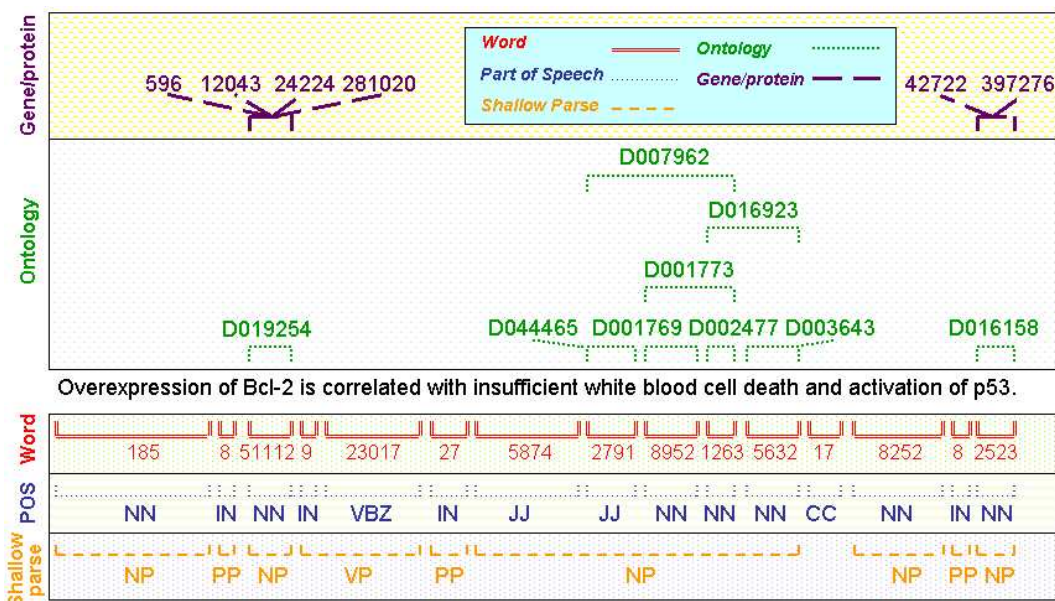 Gene/protein
Word
Ontology
Part of Speech
Gene/protein
Shallow Parse
596 12043 24224 281020
42722 397276
Ontology
D007962
D016923
D001773
D019254
D044465 D001769 D002477 D003643
D016158
Overexpression of Bcl-2 is correlated with insufficient white blood cell death and activation of p53.
Word
185 8 51112 9 23017 27 5874 2791 8952 1263 5632 17 8252 8 2523
POS
NN IN NN IN VBZ IN JJ JJ NN NN NN CC NN IN NN
Shallow
parse
NP PP NP VP PP NP NP PP NP